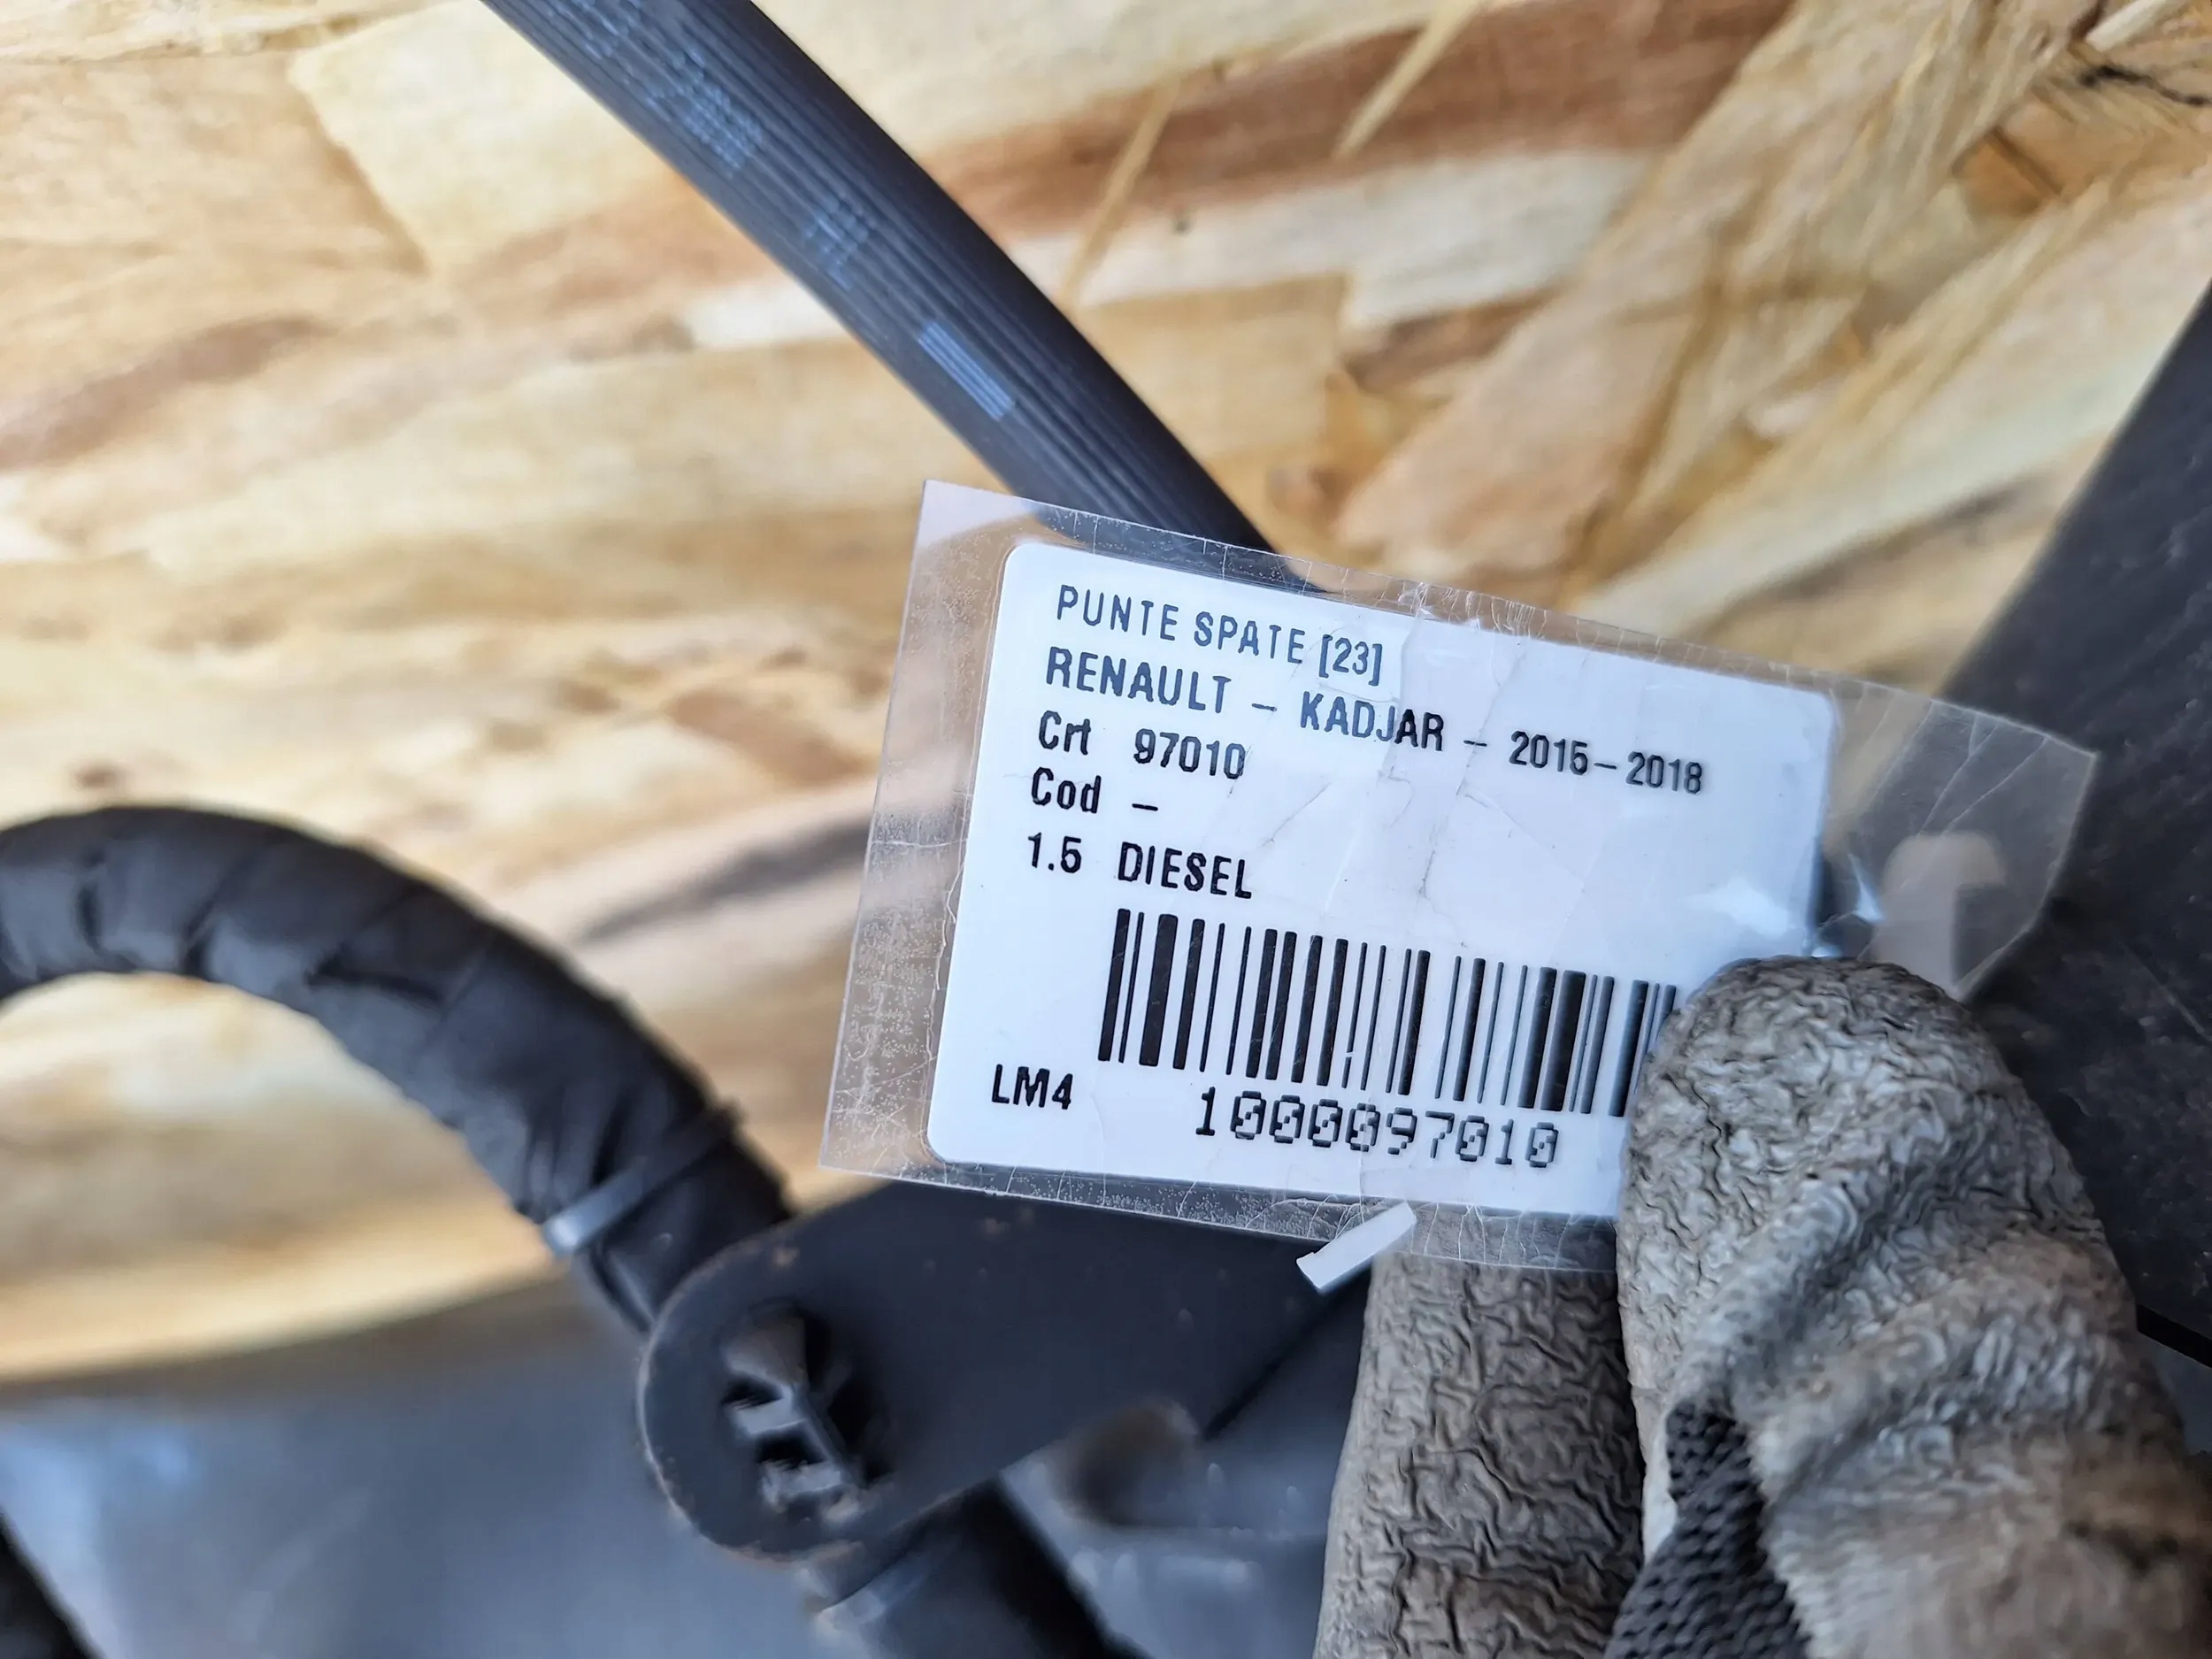 PUNTE SPATE [23]
RENAULT - KADJAR - 2015-2018
Crt 97010
Cod -
1.5 DIESEL
LM4
1000097010